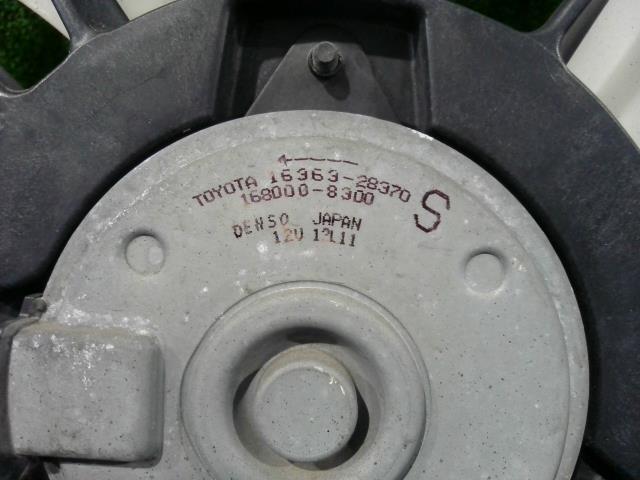 TOYOTA 16363-28370
168000-8300
S
DENSO JAPAN
12V 12L11